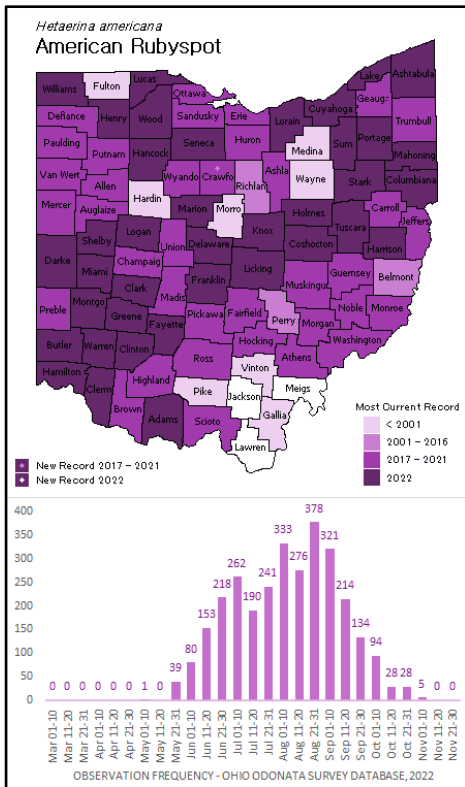 Hetaerina americana
American Rubyspot
Williams Fulton Lucas Ottawa Lake Ashtabula
Cuyahoga Geaug
Defiance Henry Wood Sandusky Erie Lorain Trumbull
Paulding Putnam Hancock Seneca Huron Medina Sum Portage Mahoning
Van Wert Allen Wyando Crawfo Richlan Ashla Wayne Stark Columbiana
Mercer Auglaize Hardin Marion Morro Holmes Tuscara Carroll Jeffers
Shelby Logan Union Delaware Knox Coshocton Harrison
Darke Miami Champaig Licking Guernsey Belmont
Clark Madis Franklin Muskingu Noble Monroe
Preble Montgo Greene Fayette Pickawa Fairfield Perry Morgan Washington
Butler Warren Clinton Ross Hocking Athens
Hamilton Clerm Highland Pike Vinton Meigs
Brown Adams Scioto Jackson Gallia
Lawren
New Record 2017 - 2021
New Record 2022
Most Current Record
< 2001
2001 - 2016
2017 - 2021
2022
400
350
300
250
200
150
100
50
0
0 0 0 0 0 0 1 0 39 80 153 218 262 190 241 333 276 378 321 214 134 94 28 28 5 0 0
Mar 01-10
Mar 11-20
Mar 21-31
Apr 01-10
Apr 11-20
Apr 21-30
May 01-10
May 11-20
May 21-31
Jun 01-10
Jun 11-20
Jun 21-30
Jul 01-10
Jul 11-20
Jul 21-31
Aug 01-10
Aug 11-20
Aug 21-31
Sep 01-10
Sep 11-20
Sep 21-30
Oct 01-10
Oct 11-20
Oct 21-31
Nov 01-10
Nov 11-20
Nov 21-30
OBSERVATION FREQUENCY - OHIO ODONATA SURVEY DATABASE, 2022